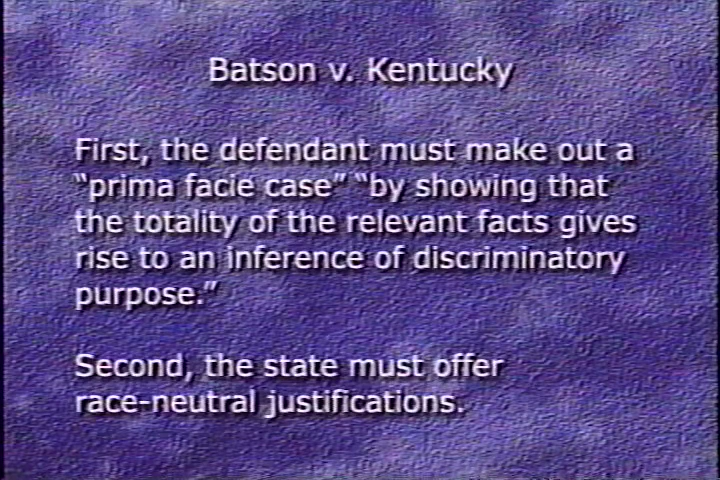 Batson v. Kentucky
First, the defendant must make out a
“prima facie case” “by showing that
the totality of the relevant facts gives
rise to an inference of discriminatory
purpose.”
Second, the state must offer
race-neutral justifications.